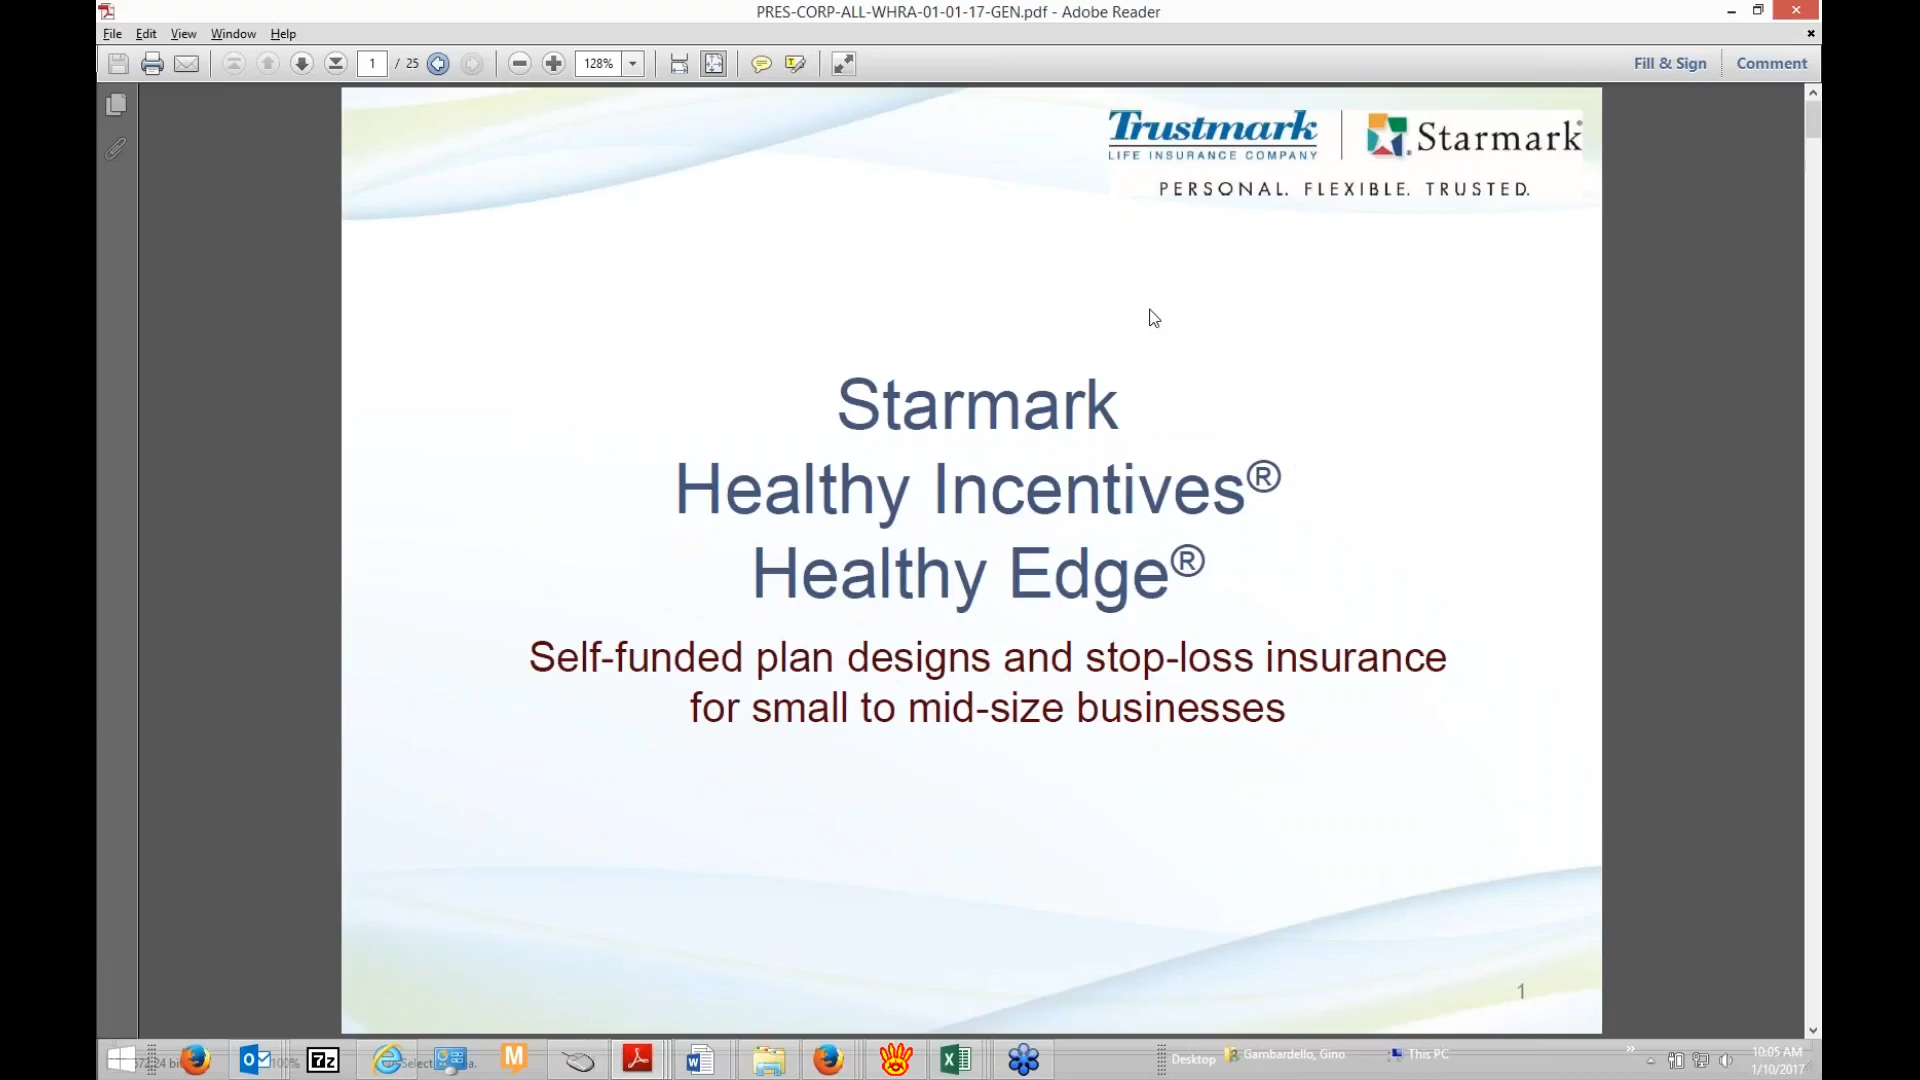 PRES-CORP-ALL-WHRA-01-01-17-GEN.pdf - Adobe Reader
File Edit View Window Help
1 / 25 128% Fill & Sign Comment
Trustmark
LIFE INSURANCE COMPANY
Starmark®
PERSONAL. FLEXIBLE. TRUSTED.
Starmark
Healthy Incentives®
Healthy Edge®
Self-funded plan designs and stop-loss insurance
for small to mid-size businesses
1
7z
Desktop
Gambardello, Gino
This PC
10:05 AM
1/10/2017